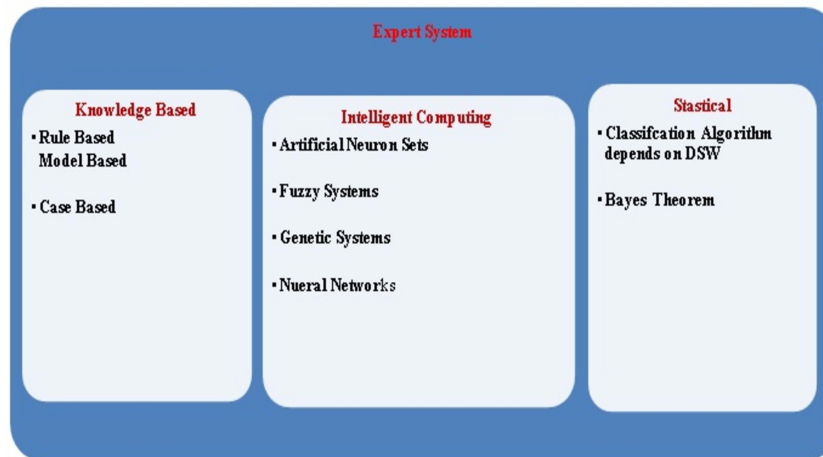 Expert System
Knowledge Based
▪ Rule Based
Model Based
▪ Case Based
Intelligent Computing
▪ Artificial Neuron Sets
▪ Fuzzy Systems
▪ Genetic Systems
▪ Nueral Networks
Stastical
▪ Classifcation Algorithm
depends on DSW
▪ Bayes Theorem